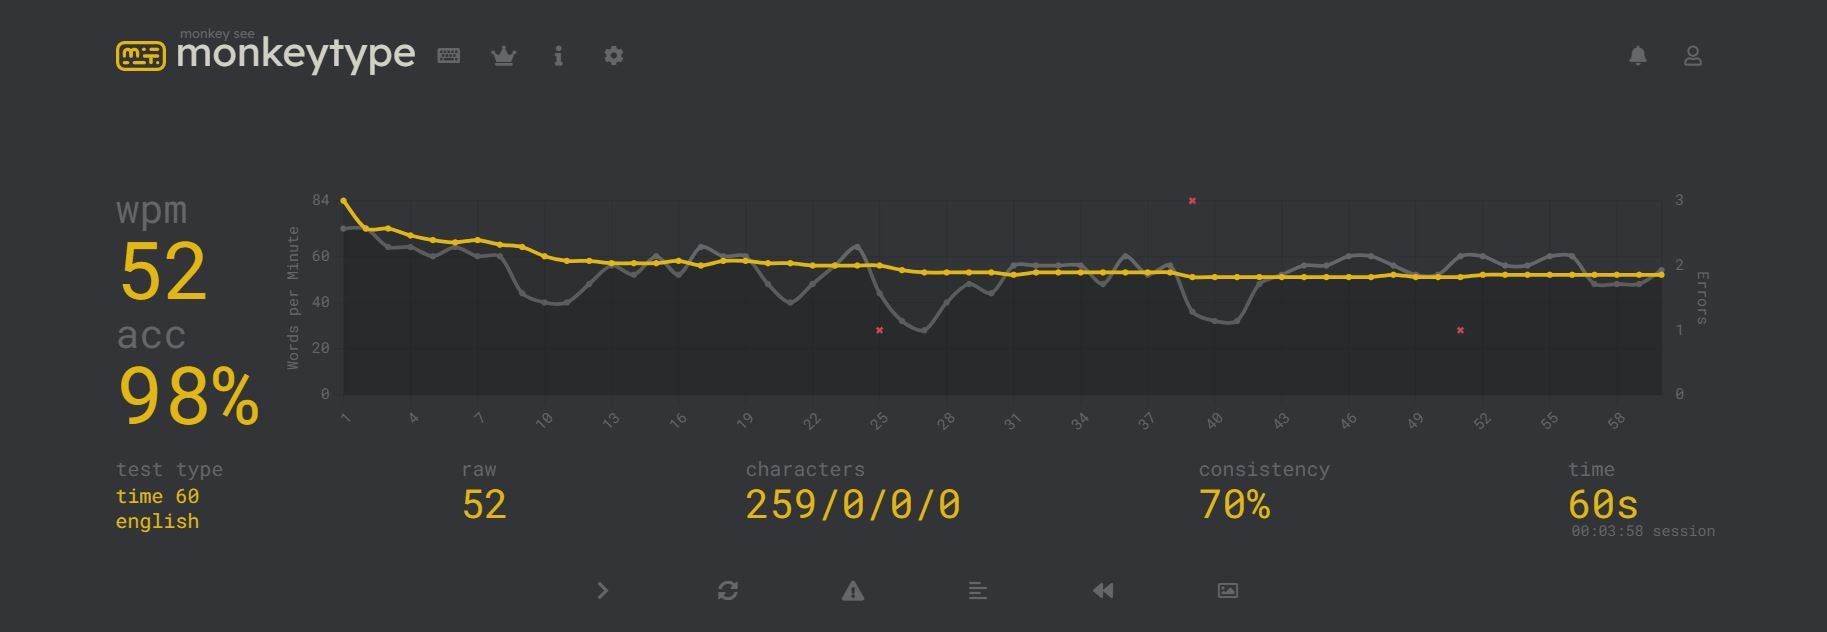 monkey see
monkeytype
wpm
52
acc
98%
Words per Minute
84
60
40
20
0
1 4 7 10 13 16 19 22 25 28 31 34 37 40 43 46 49 52 55 58
3
2
1
0
Errors
test type
time 60
english
raw
52
characters
259/0/0/0
consistency
70%
time
60s
00:03:58 session